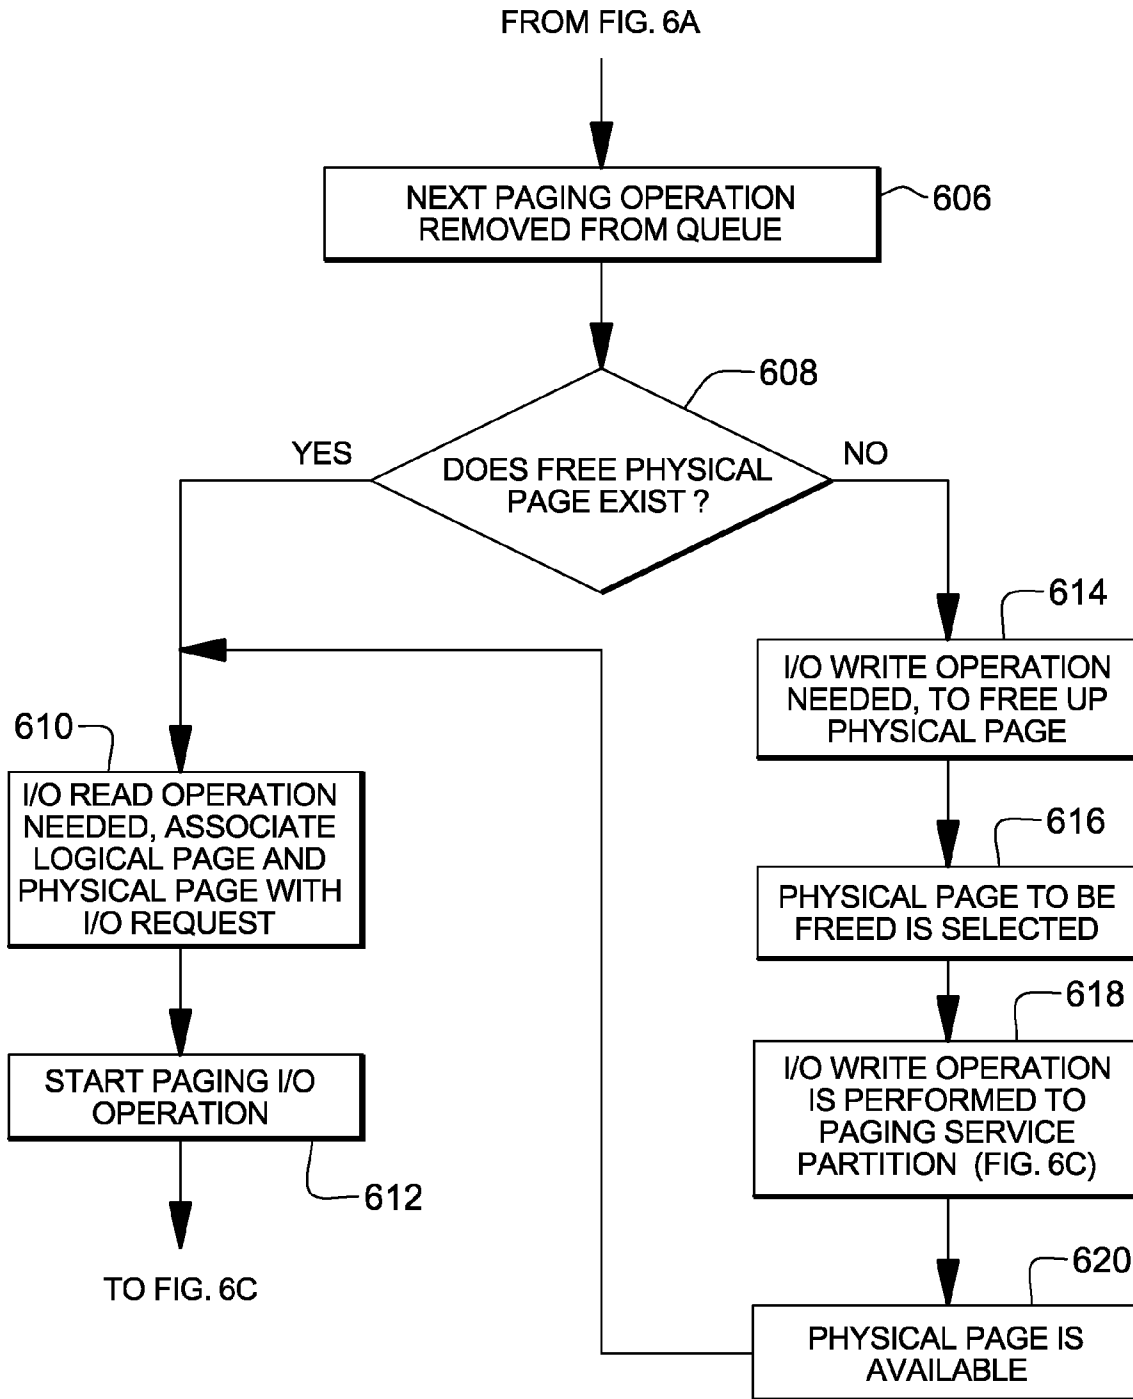 FROM FIG. 6A
NEXT PAGING OPERATION
REMOVED FROM QUEUE
606
608
YES
NO
DOES FREE PHYSICAL
PAGE EXIST ?
614
I/O WRITE OPERATION
NEEDED, TO FREE UP
PHYSICAL PAGE
610
I/O READ OPERATION
NEEDED, ASSOCIATE
LOGICAL PAGE AND
PHYSICAL PAGE WITH
I/O REQUEST
616
PHYSICAL PAGE TO BE
FREED IS SELECTED
618
I/O WRITE OPERATION
IS PERFORMED TO
PAGING SERVICE
PARTITION (FIG. 6C)
START PAGING I/O
OPERATION
612
TO FIG. 6C
620
PHYSICAL PAGE IS
AVAILABLE